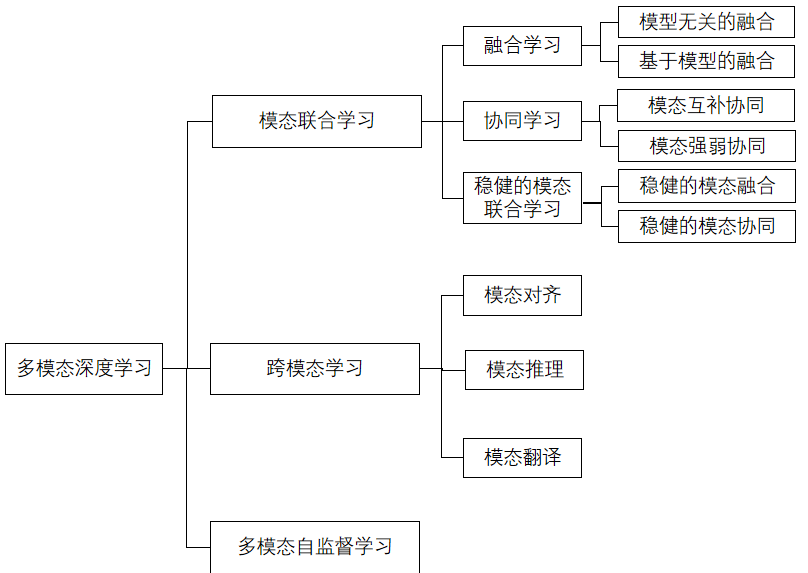 多模态深度学习
模态联合学习
融合学习
模型无关的融合
基于模型的融合
协同学习
模态互补协同
模态强弱协同
稳健的模态
联合学习
稳健的模态融合
稳健的模态协同
跨模态学习
模态对齐
模态推理
模态翻译
多模态自监督学习